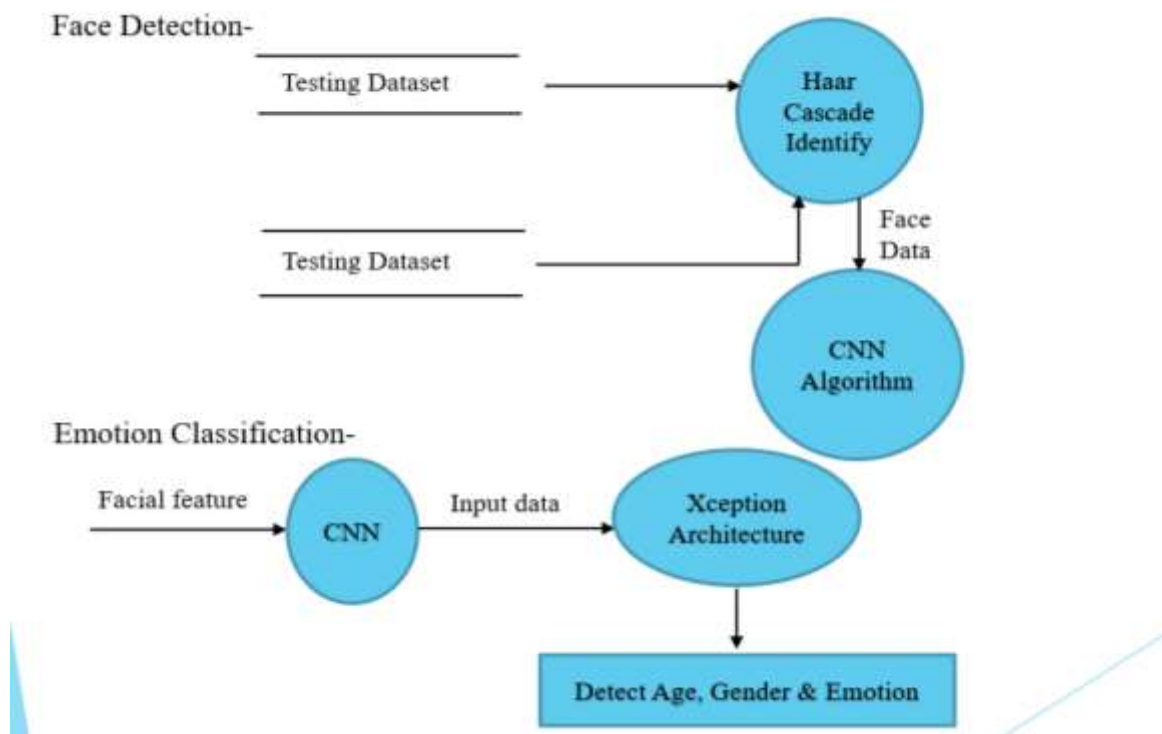 Face Detection-
Testing Dataset
Haar
Cascade
Identify
Testing Dataset
Face
Data
CNN
Algorithm
Emotion Classification-
Facial feature
CNN
Input data
Xception
Architecture
Detect Age, Gender & Emotion